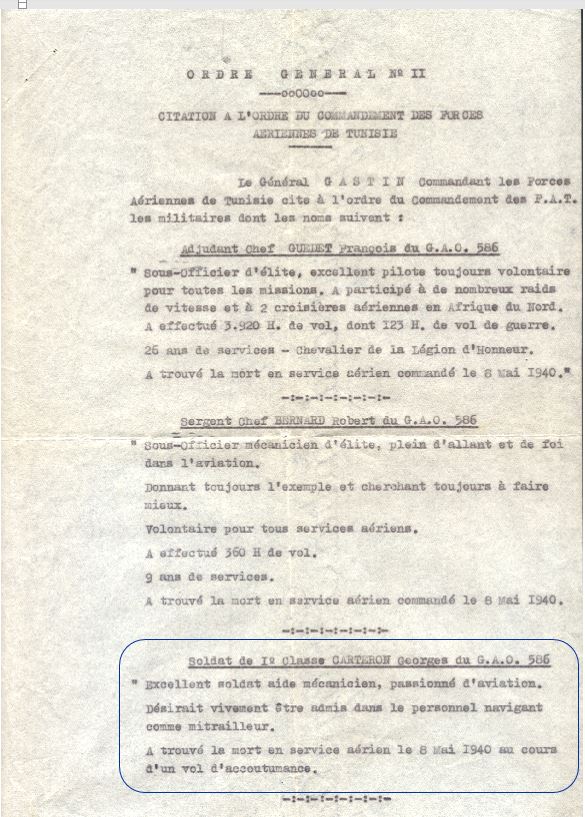 ORDRE GENERAL Nº II
----ooOOoo----
CITATION A L'ORDRE DU COMMANDEMENT DES FORCES
AERIENNES DE TUNISIE
Le Général GASTIN Commandant les Forces
Aériennes de Tunisie cite à l'ordre du Commandement des F.A.T.
les militaires dont les noms suivent :
Adjudant Chef GUEDET François du G.A.O. 586
" Sous-Officier d'élite, excellent pilote toujours volontaire
pour toutes les missions. A participé à de nombreux raids
de vitesse et à 2 croisières aériennes en Afrique du Nord.
A effectué 3.920 H. de vol, dont 123 H. de vol de guerre.
26 ans de services - Chevalier de la Légion d'Honneur.
A trouvé la mort en service aérien commandé le 8 Mai 1940."
-:-:-:-:-:-:-:-
Sergent Chef BERNARD Robert du G.A.O. 586
" Sous-Officier mécanicien d'élite, plein d'allant et de foi
dans l'aviation.
Donnant toujours l'exemple et cherchant toujours à faire
mieux.
Volontaire pour tous services aériens.
A effectué 360 H de vol.
9 ans de services.
A trouvé la mort en service aérien commandé le 8 Mai 1940.
-:-:-:-:-:-:-:-
Soldat de Iº Classe CARTERON Georges du G.A.O. 586
" Excellent soldat aide mécanicien, passionné d'aviation.
Désirait vivement être admis dans le personnel navigant
comme mitrailleur.
A trouvé la mort en service aérien le 8 Mai 1940 au cours
d'un vol d'accoutumance.
-:-:-:-:-:-:-:-